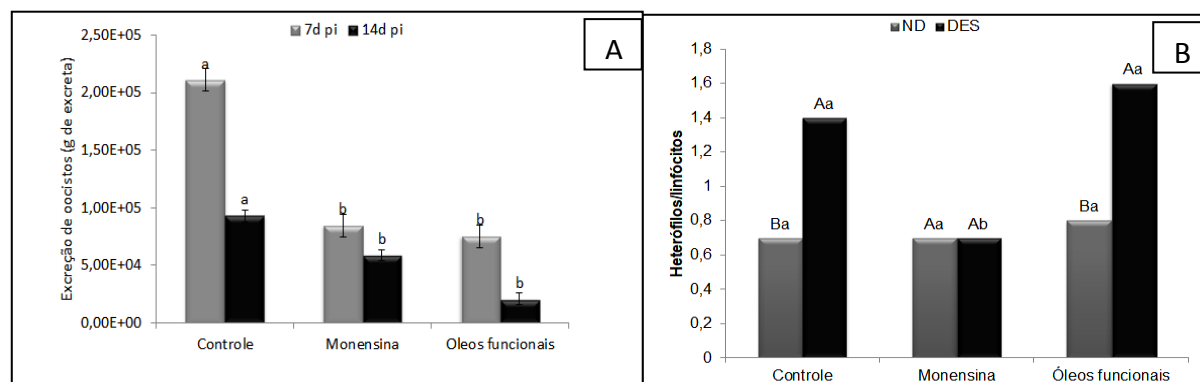 7d pi 14d pi
A
Excreção de oocistos (g de excreta)
2,50E+05
2,00E+05
1,50E+05
1,00E+05
5,00E+04
0,00E+00
a
a
b
b
b
b
Controle Monensina Oleos funcionais
ND DES
B
Heterófilos/linfócitos
1,8
1,6
1,4
1,2
1
0,8
0,6
0,4
0,2
0
Ba
Aa
Aa
Ab
Ba
Aa
Controle Monensina Óleos funcionais